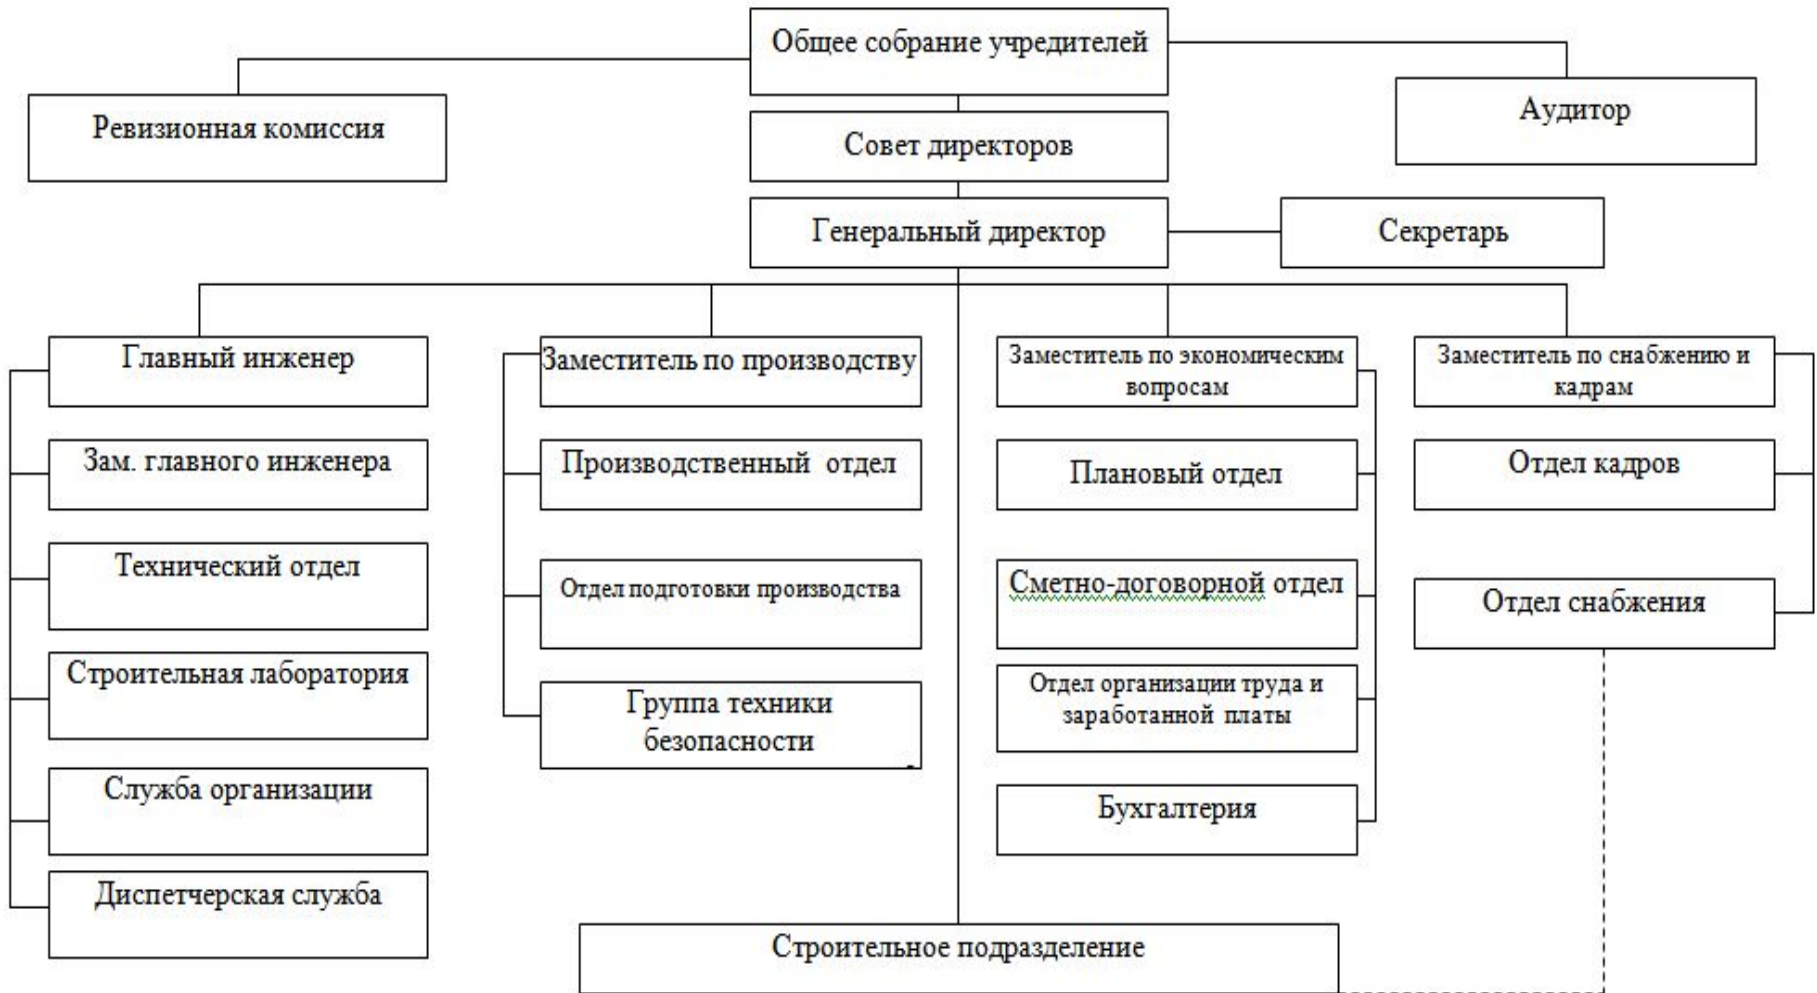 Общее собрание учредителей
Ревизионная комиссия
Аудитор
Совет директоров
Генеральный директор
Секретарь
Главный инженер
Зам. главного инженера
Технический отдел
Строительная лаборатория
Служба организации
Диспетчерская служба
Заместитель по производству
Производственный отдел
Отдел подготовки производства
Группа техники
безопасности
Заместитель по экономическим
вопросам
Плановый отдел
Сметно-договорной отдел
Отдел организации труда и
заработанной платы
Бухгалтерия
Заместитель по снабжению и
кадрам
Отдел кадров
Отдел снабжения
Строительное подразделение